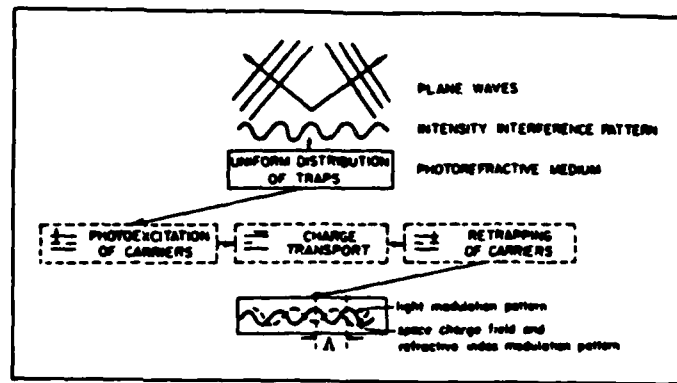 PLANE WAVES
INTENSITY INTERFERENCE PATTERN
UNIFORM DISTRIBUTION
OF TRAPS
PHOTOREFRACTIVE MEDIUM
PHOTOEXCITATION
OF CARRIERS
CHARGE
TRANSPORT
RETRAPPING
OF CARRIERS
light modulation pattern
space charge field and
refractive index modulation pattern
Λ